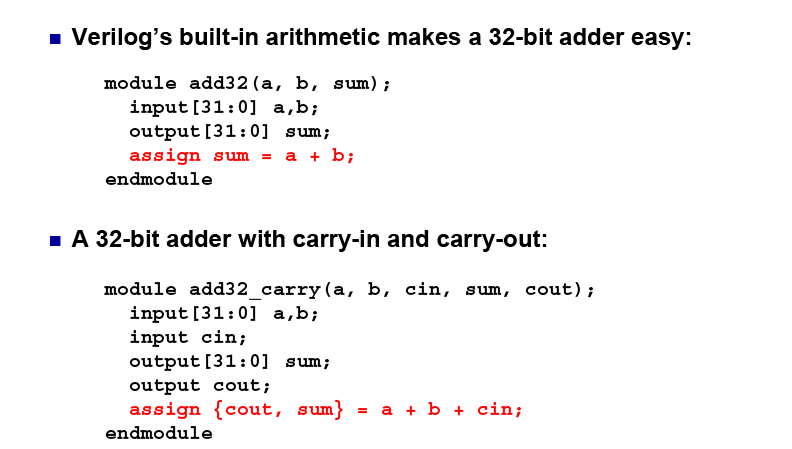 Verilog's built-in arithmetic makes a 32-bit adder easy:
module add32(a, b, sum);
input[31:0] a,b;
output[31:0] sum;
assign sum = a + b;
endmodule
A 32-bit adder with carry-in and carry-out:
module add32_carry(a, b, cin, sum, cout);
input[31:0] a,b;
input cin;
output[31:0] sum;
output cout;
assign {cout, sum} = a + b + cin;
endmodule